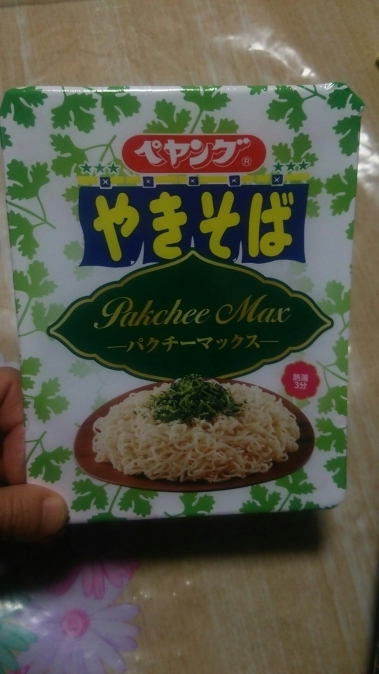 ペヤング®
やきそば
Pakchee Max
―パクチーマックス―
熱湯
3分